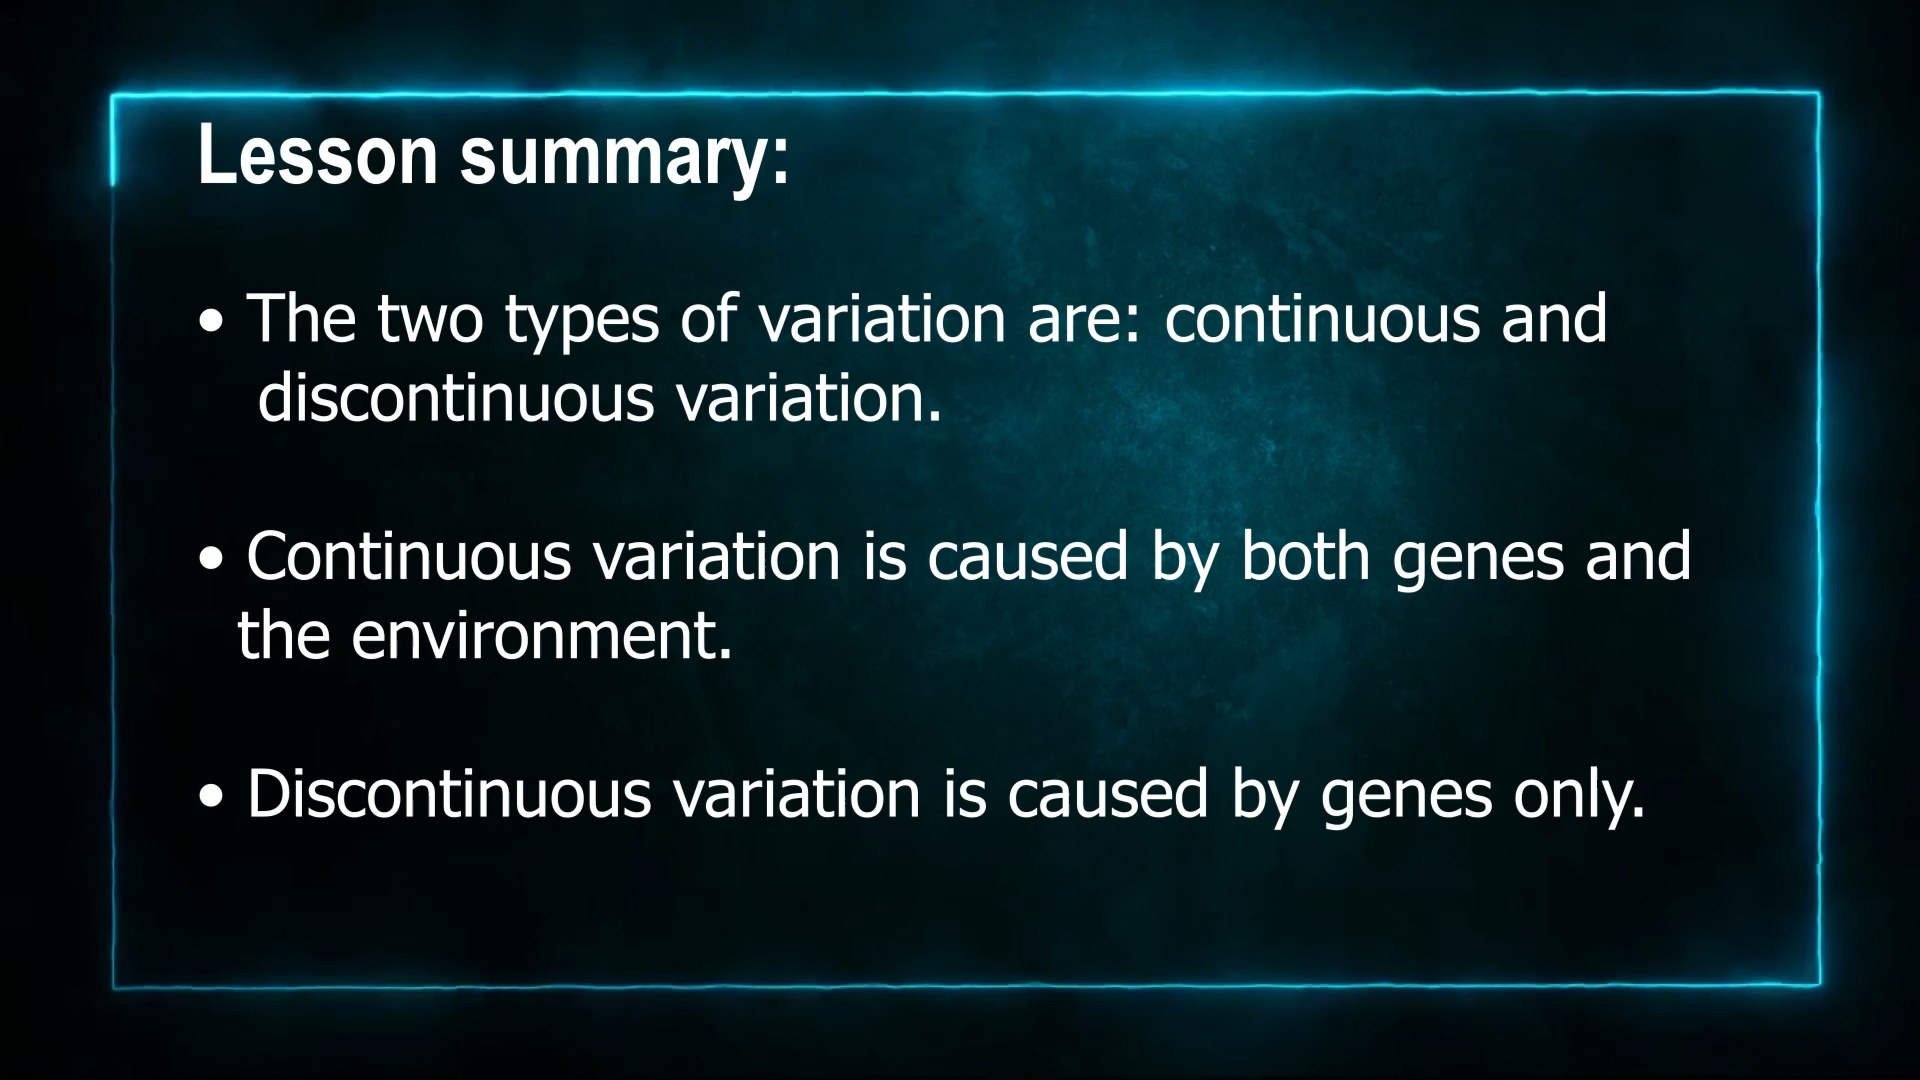 Lesson summary:
• The two types of variation are: continuous and
discontinuous variation.
• Continuous variation is caused by both genes and
the environment.
• Discontinuous variation is caused by genes only.